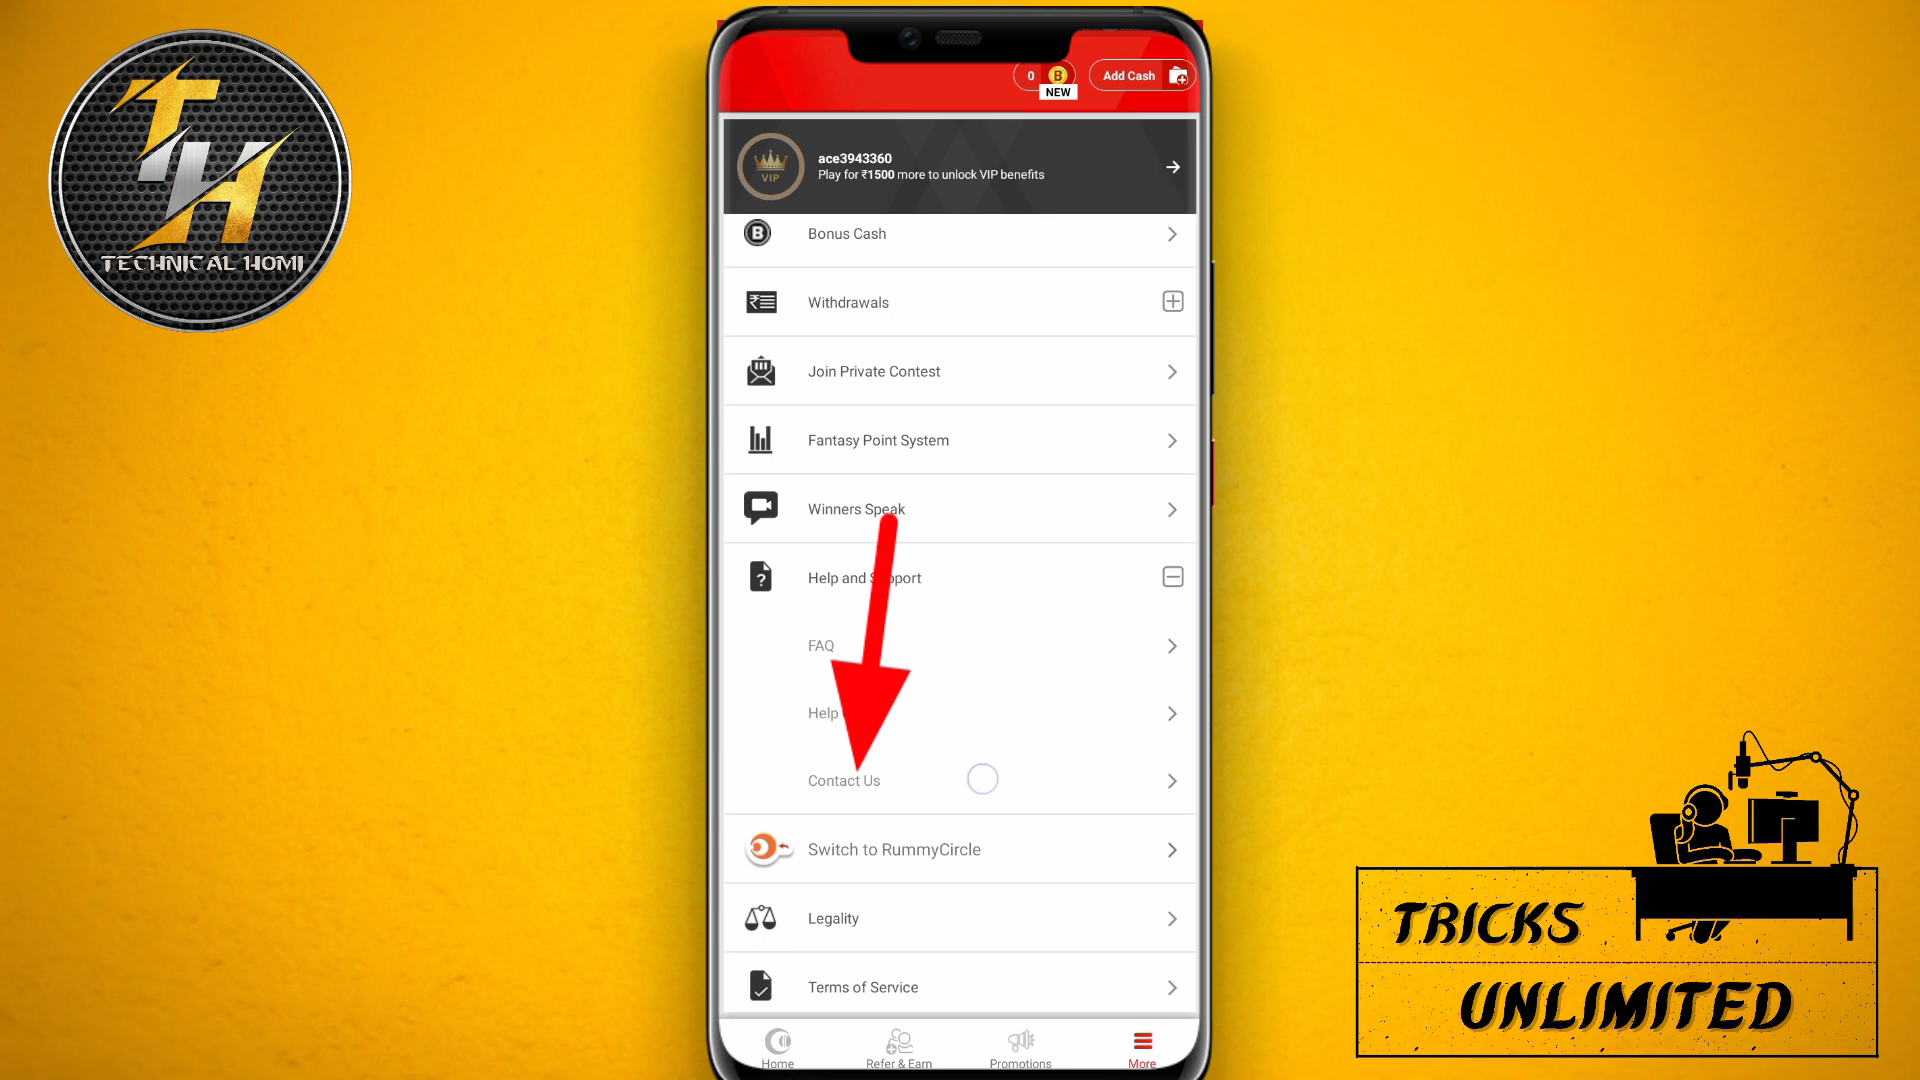 TECHNICAL HOMI
0
B
NEW
Add Cash
VIP
ace3943360
Play for ₹1500 more to unlock VIP benefits
Bonus Cash
Withdrawals
Join Private Contest
Fantasy Point System
Winners Speak
Help and Support
FAQ
Help
Contact Us
Switch to RummyCircle
Legality
Terms of Service
Home
Refer & Earn
Promotions
More
TRICKS
UNLIMITED